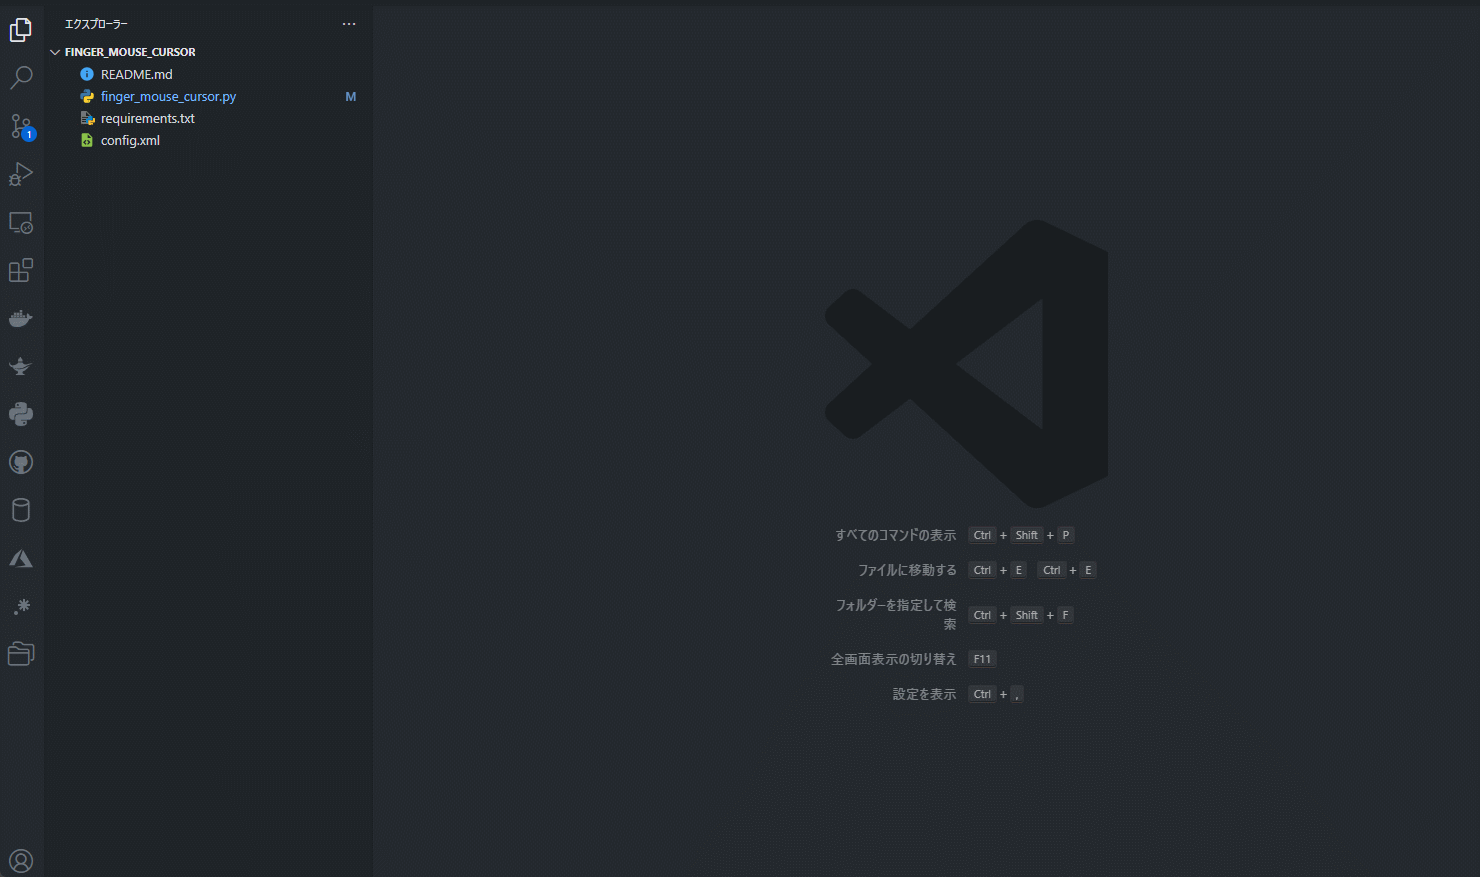 エクスプローラー
FINGER_MOUSE_CURSOR
README.md
finger_mouse_cursor.py M
requirements.txt
config.xml
1
すべてのコマンドの表示 Ctrl + Shift + P
ファイルに移動する Ctrl + E Ctrl + E
フォルダーを指定して検
索 Ctrl + Shift + F
全画面表示の切り替え F11
設定を表示 Ctrl + ,